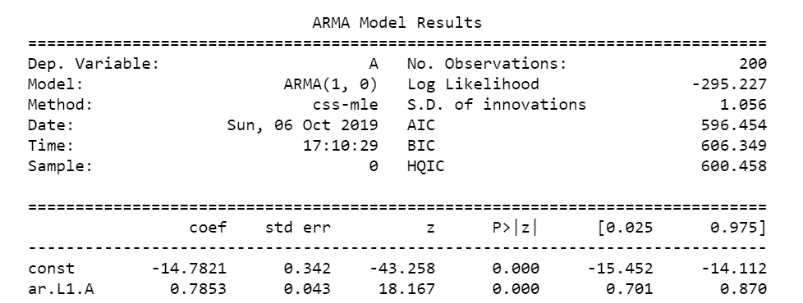 ARMA Model Results
==============================================================================
Dep. Variable:                      A   No. Observations:                  200
Model:                     ARMA(1, 0)   Log Likelihood                -295.227
Method:                       css-mle   S.D. of innovations              1.056
Date:                Sun, 06 Oct 2019   AIC                            596.454
Time:                        17:10:29   BIC                            606.349
Sample:                             0   HQIC                           600.458
==============================================================================
                 coef    std err          z      P>|z|      [0.025      0.975]
------------------------------------------------------------------------------
const        -14.7821      0.342    -43.258      0.000     -15.452     -14.112
ar.L1.A        0.7853      0.043     18.167      0.000       0.701       0.870